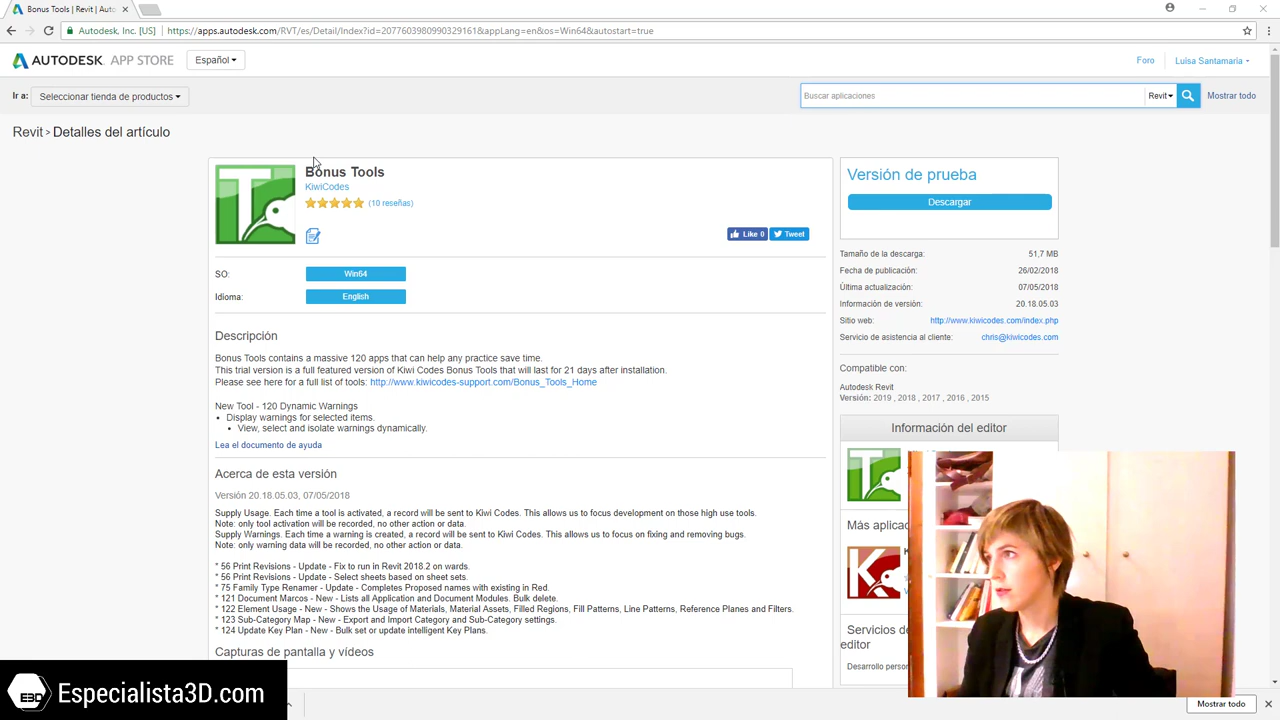 Bonus Tools | Revit | Autod
Autodesk, Inc. [US] | https://apps.autodesk.com/RVT/es/Detail/Index?id=2077603980990329161&appLang=en&os=Win64&autostart=true
AUTODESK. APP STORE
Español
Foro
Luisa Santamaria
Ir a:
Seleccionar tienda de productos
Buscar aplicaciones
Revit
Mostrar todo
Revit > Detalles del artículo
Bonus Tools
KiwiCodes
(10 reseñas)
Like 0
Tweet
SO:
Win64
Idioma:
English
Descripción
Bonus Tools contains a massive 120 apps that can help any practice save time.
This trial version is a full featured version of Kiwi Codes Bonus Tools that will last for 21 days after installation.
Please see here for a full list of tools: http://www.kiwicodes-support.com/Bonus_Tools_Home
New Tool - 120 Dynamic Warnings
• Display warnings for selected items.
• View, select and isolate warnings dynamically.
Lea el documento de ayuda
Acerca de esta versión
Versión 20.18.05.03, 07/05/2018
Supply Usage. Each time a tool is activated, a record will be sent to Kiwi Codes. This allows us to focus development on those high use tools.
Note: only tool activation will be recorded, no other action or data.
Supply Warnings. Each time a warning is created, a record will be sent to Kiwi Codes. This allows us to focus on fixing and removing bugs.
Note: only warning data will be recorded, no other action or data.
* 56 Print Revisions - Update - Fix to run in Revit 2018.2 on wards.
* 56 Print Revisions - Update - Select sheets based on sheet sets.
* 75 Family Type Renamer - Update - Completes Proposed names with existing in Red.
* 121 Document Marcos - New - Lists all Application and Document Modules. Bulk delete.
* 122 Element Usage - New - Shows the Usage of Materials, Material Assets, Filled Regions, Fill Patterns, Line Patterns, Reference Planes and Filters.
* 123 Sub-Category Map - New - Export and Import Category and Sub-Category settings.
* 124 Update Key Plan - New - Bulk set or update intelligent Key Plans.
Capturas de pantalla y vídeos
Versión de prueba
Descargar
Tamaño de la descarga: 51,7 MB
Fecha de publicación: 26/02/2018
Última actualización: 07/05/2018
Información de versión: 20.18.05.03
Sitio web: http://www.kiwicodes.com/index.php
Servicio de asistencia al cliente: chris@kiwicodes.com
Compatible con:
Autodesk Revit
Versión: 2019 , 2018 , 2017 , 2016 , 2015
Información del editor
Más aplicac
Servicios de
editor
Desarrollo person
E3D
Especialista3D.com
Mostrar todo